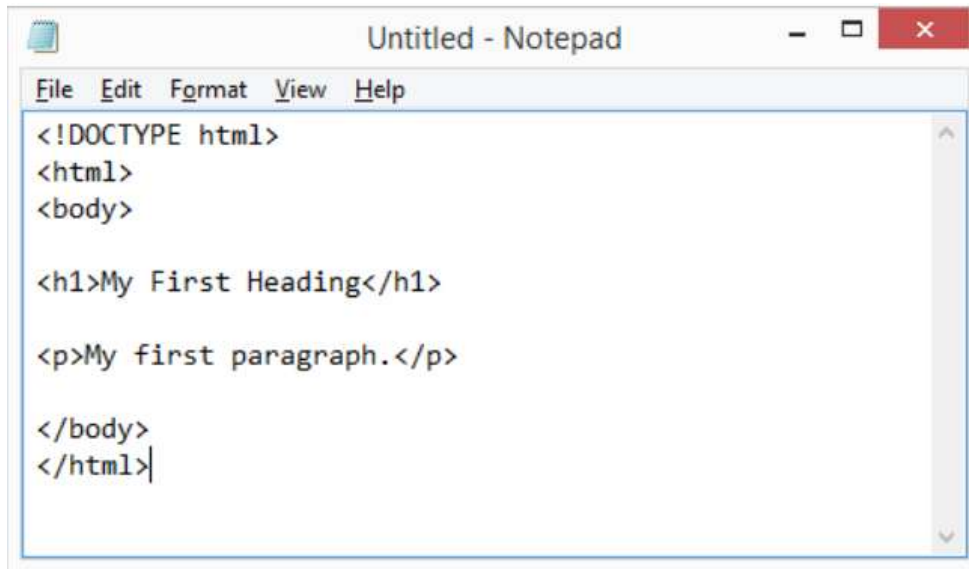 Untitled - Notepad
File Edit Format View Help
<!DOCTYPE html>
<html>
<body>
<h1>My First Heading</h1>
<p>My first paragraph.</p>
</body>
</html>